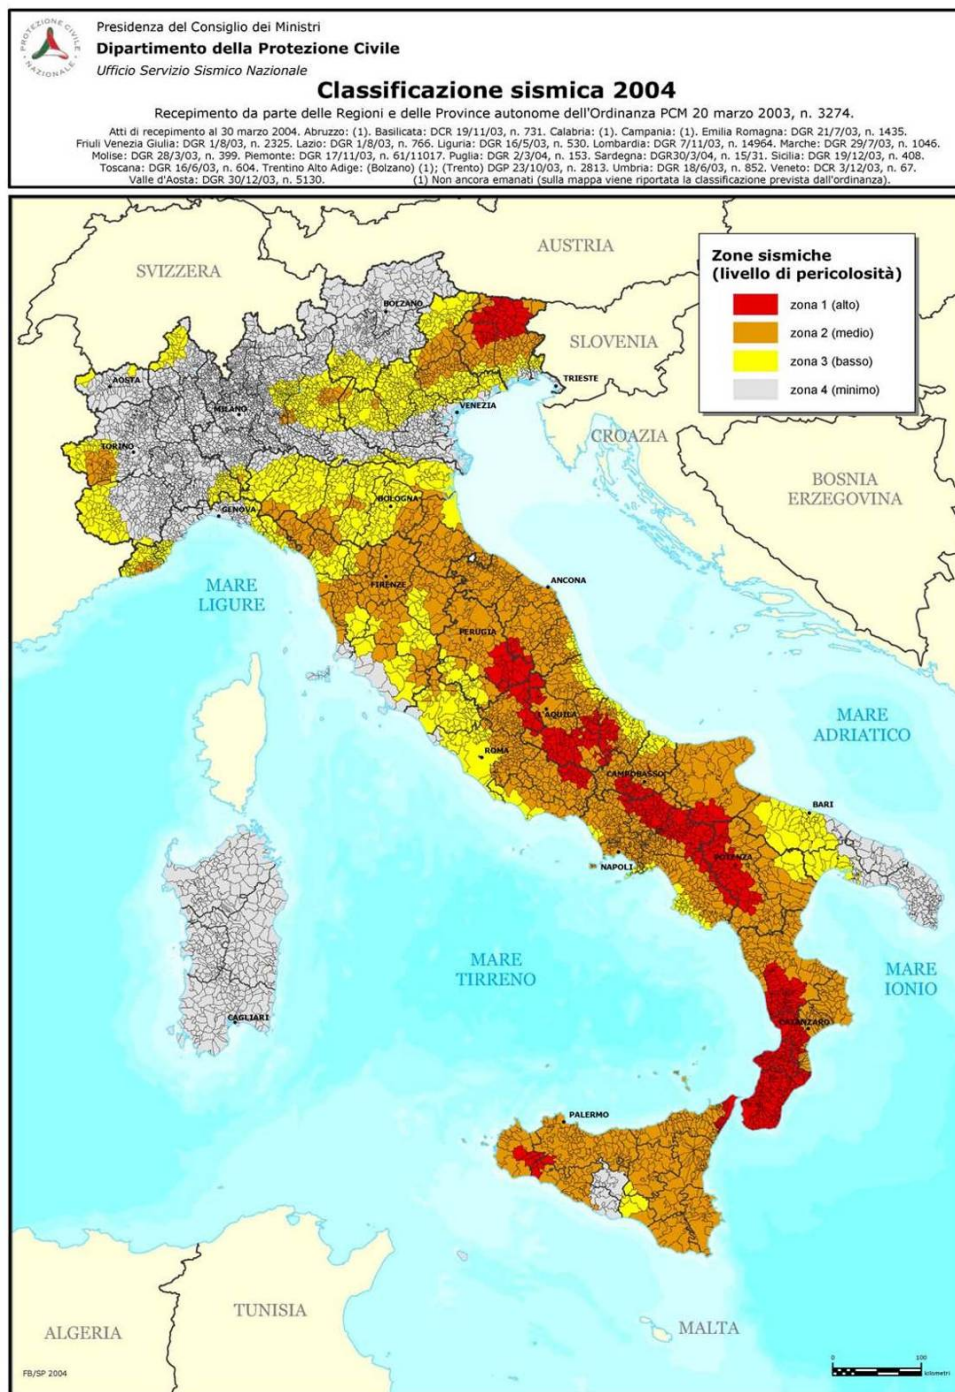 PROTEZIONE CIVILE
NAZIONALE
Presidenza del Consiglio dei Ministri
Dipartimento della Protezione Civile
Ufficio Servizio Sismico Nazionale
Classificazione sismica 2004
Recepimento da parte delle Regioni e delle Province autonome dell'Ordinanza PCM 20 marzo 2003, n. 3274.
Atti di recepimento al 30 marzo 2004. Abruzzo: (1). Basilicata: DCR 19/11/03, n. 731. Calabria: (1). Campania: (1). Emilia Romagna: DGR 21/7/03, n. 1435.
Friuli Venezia Giulia: DGR 1/8/03, n. 2325. Lazio: DGR 1/8/03, n. 766. Liguria: DGR 16/5/03, n. 530. Lombardia: DGR 7/11/03, n. 14964. Marche: DGR 29/7/03, n. 1046.
Molise: DGR 28/3/03, n. 399. Piemonte: DGR 17/11/03, n. 61/11017. Puglia: DGR 2/3/04, n. 153. Sardegna: DGR30/3/04, n. 15/31. Sicilia: DGR 19/12/03, n. 408.
Toscana: DGR 16/6/03, n. 604. Trentino Alto Adige: (Bolzano) (1); (Trento) DGP 23/10/03, n. 2813. Umbria: DGR 18/6/03, n. 852. Veneto: DCR 3/12/03, n. 67.
Valle d'Aosta: DGR 30/12/03, n. 5130. (1) Non ancora emanati (sulla mappa viene riportata la classificazione prevista dall'ordinanza).
AUSTRIA
SVIZZERA
Zone sismiche
(livello di pericolosità)
zona 1 (alto)
zona 2 (medio)
zona 3 (basso)
zona 4 (minimo)
BOLZANO
SLOVENIA
AOSTA
TRIESTE
MILANO
VENEZIA
CROAZIA
TORINO
BOSNIA
ERZEGOVINA
BOLOGNA
GENOVA
MARE
LIGURE
FIRENZE
ANCONA
PERUGIA
L'AQUILA
MARE
ADRIATICO
ROMA
CAMPOBASSO
BARI
NAPOLI
POTENZA
MARE
TIRRENO
MARE
IONIO
CAGLIARI
CATANZARO
PALERMO
TUNISIA
ALGERIA
MALTA
FB/SP 2004
0 100
kilometri